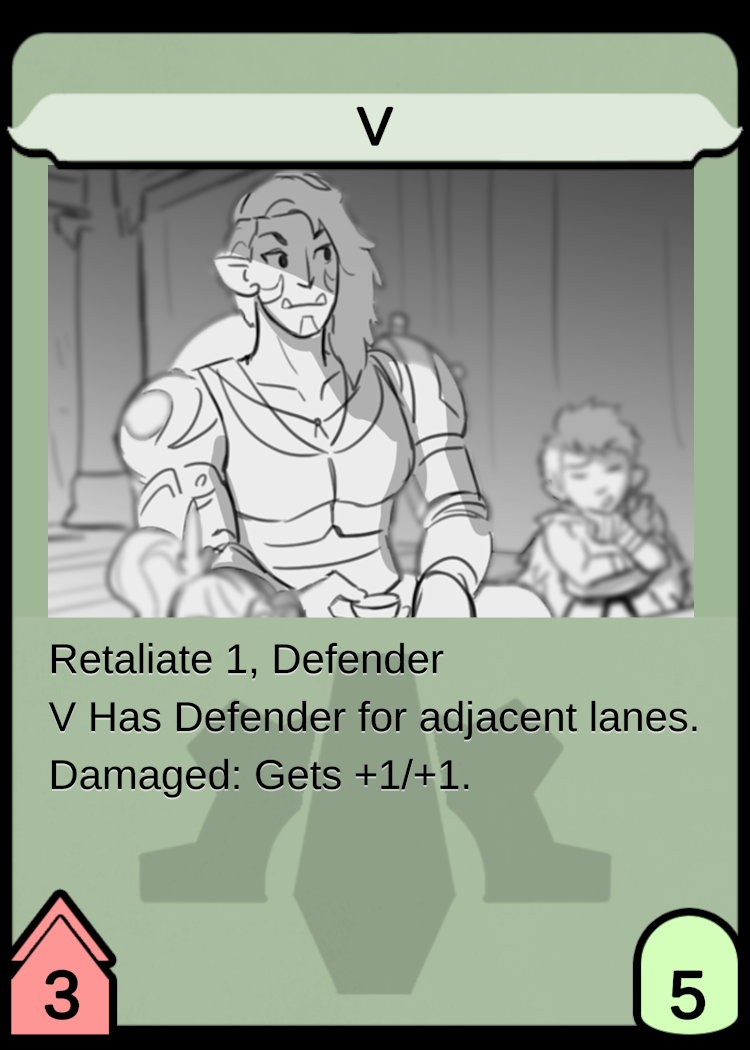 V
Retaliate 1, Defender
V Has Defender for adjacent lanes.
Damaged: Gets +1/+1.
3
5